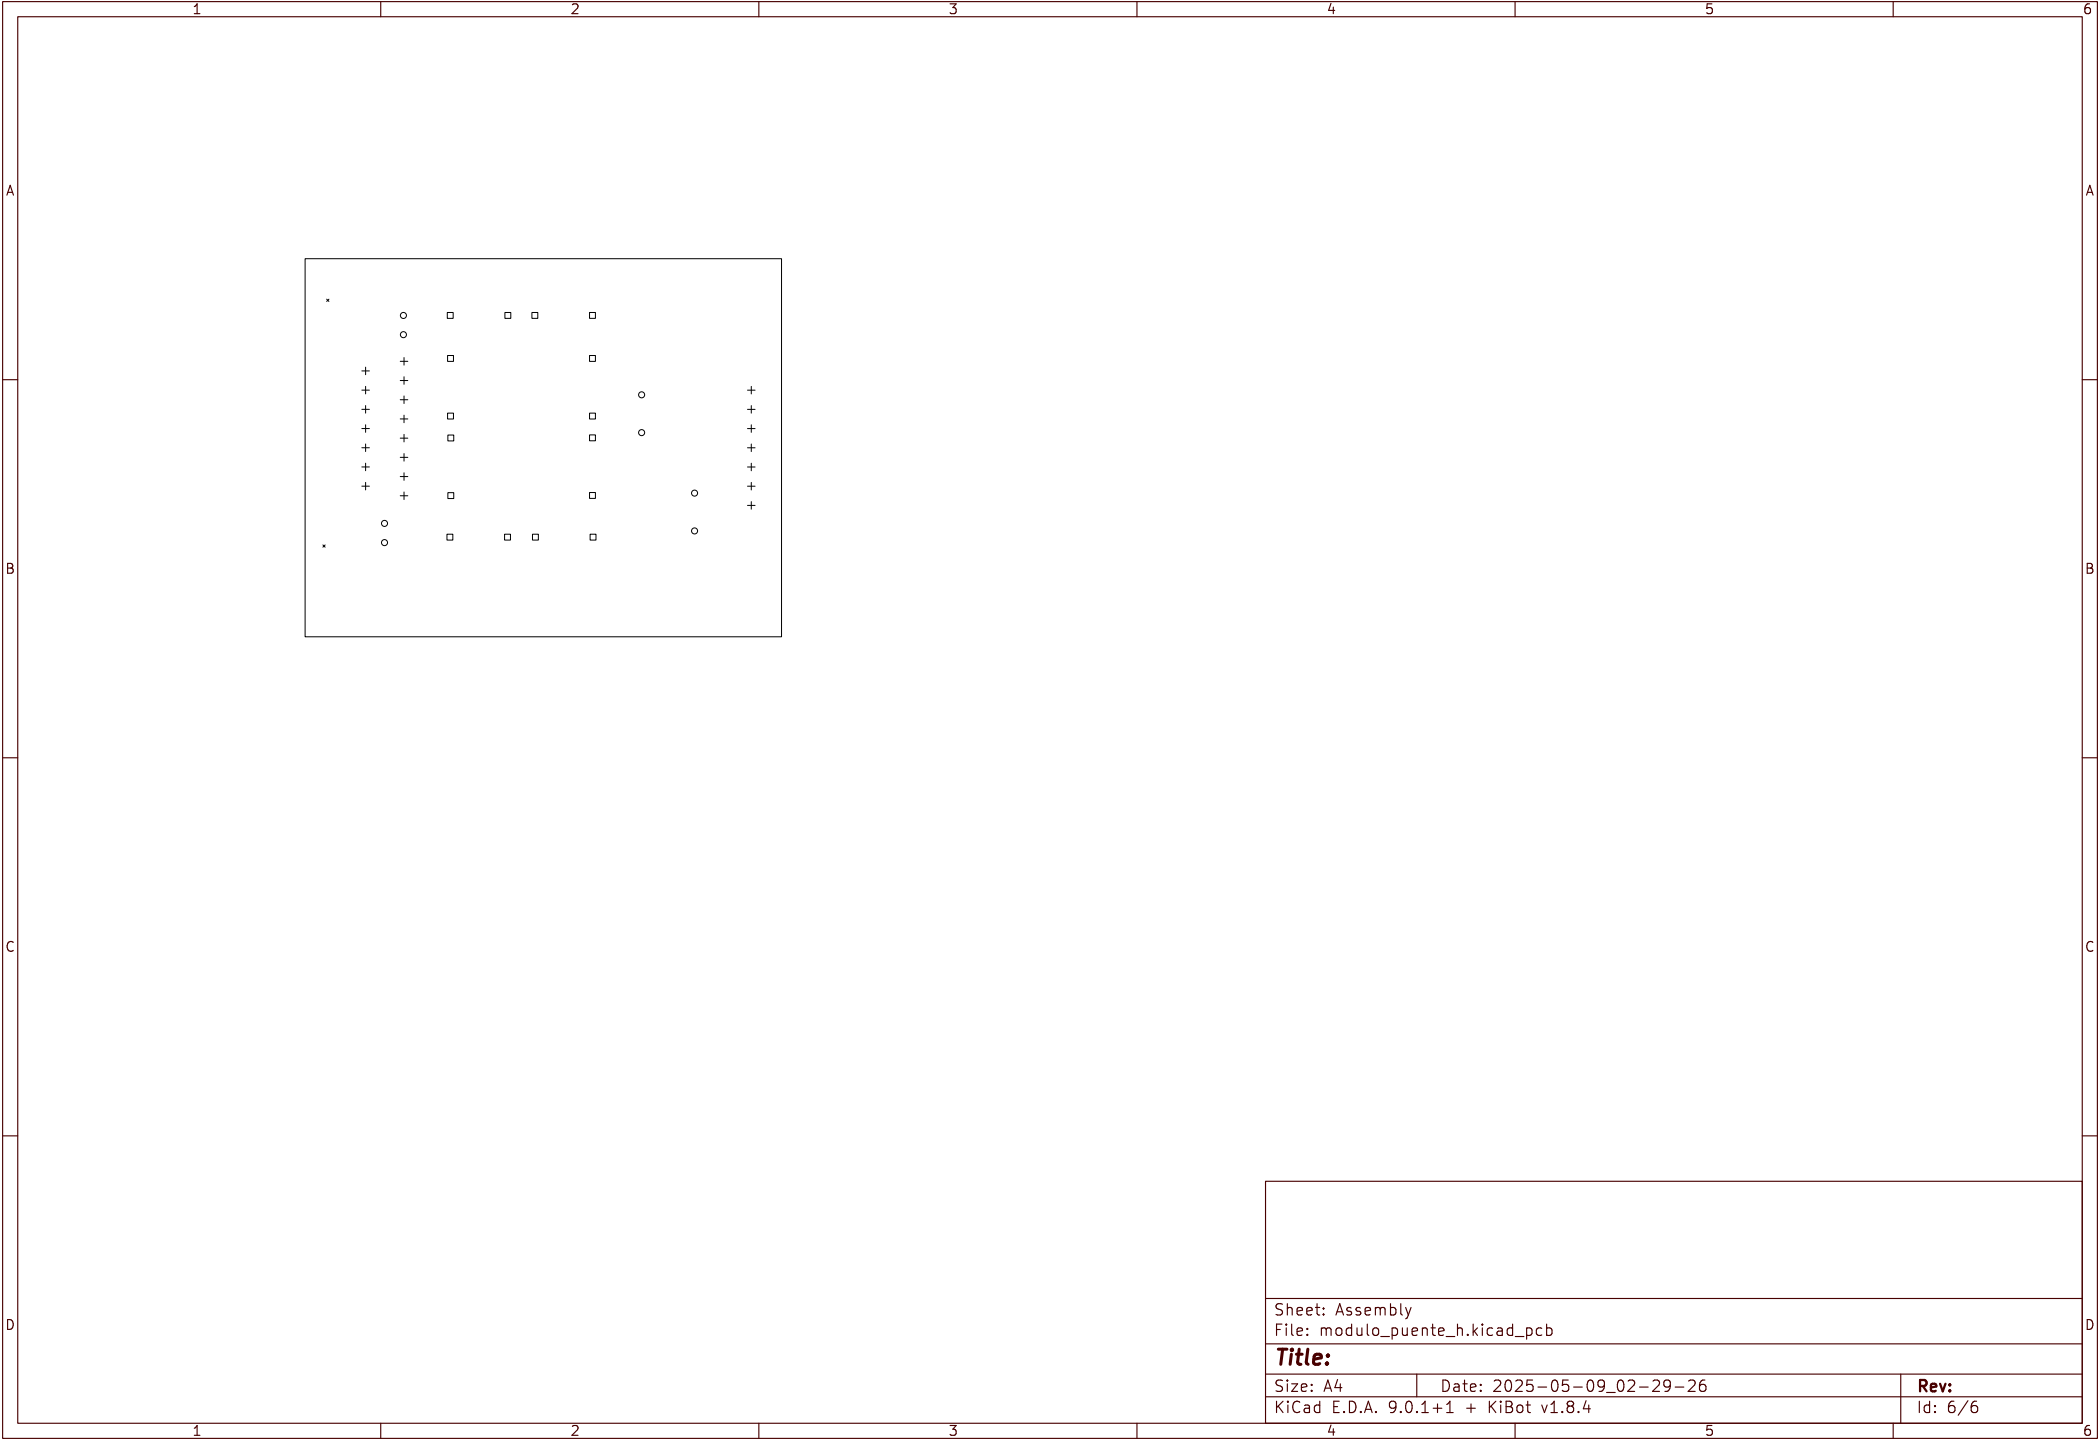 1 2 3 4 5 6
A A
B B
C C
Sheet: Assembly
File: modulo_puente_h.kicad_pcb
D D
Title:
Size: A4 Date: 2025-05-09_02-29-26 Rev:
KiCad E.D.A. 9.0.1+1 + KiBot v1.8.4 Id: 6/6
1 2 3 4 5 6